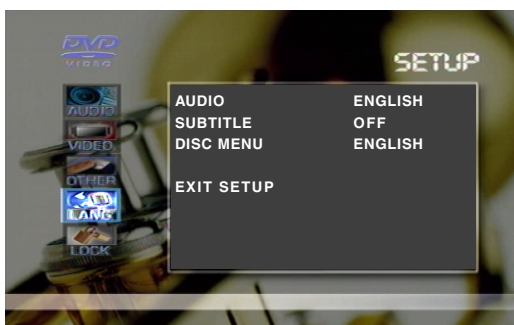 DVD
VIDEO
SETUP
AUDIO
VIDEO
OTHER
LANG
LOCK
AUDIO ENGLISH
SUBTITLE OFF
DISC MENU ENGLISH
EXIT SETUP